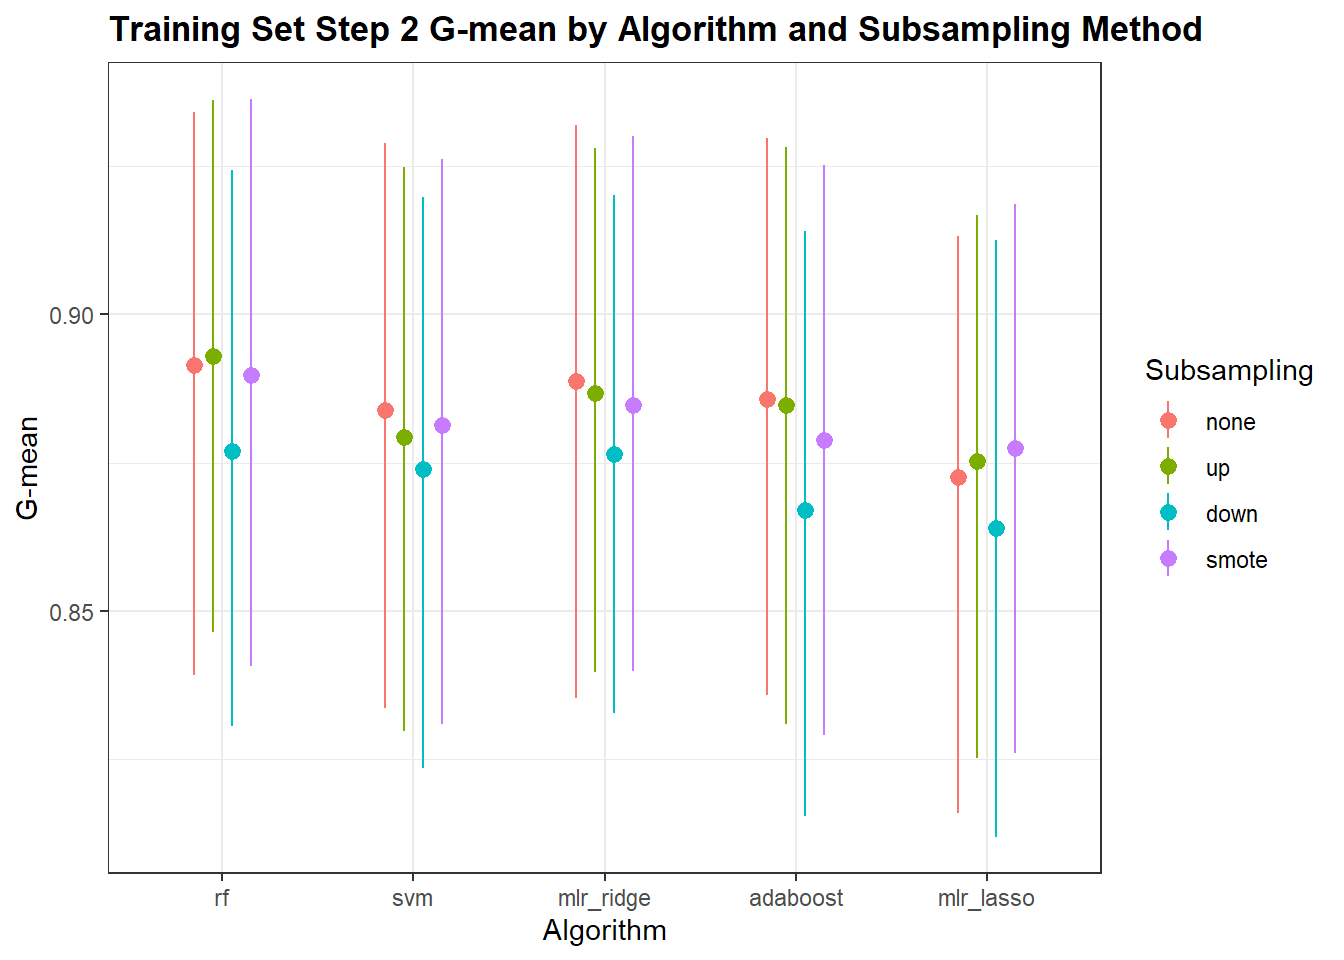 Training Set Step 2 G-mean by Algorithm and Subsampling Method
G-mean
0.90
0.85
rf svm mlr_ridge adaboost mlr_lasso
Algorithm
Subsampling
none
up
down
smote